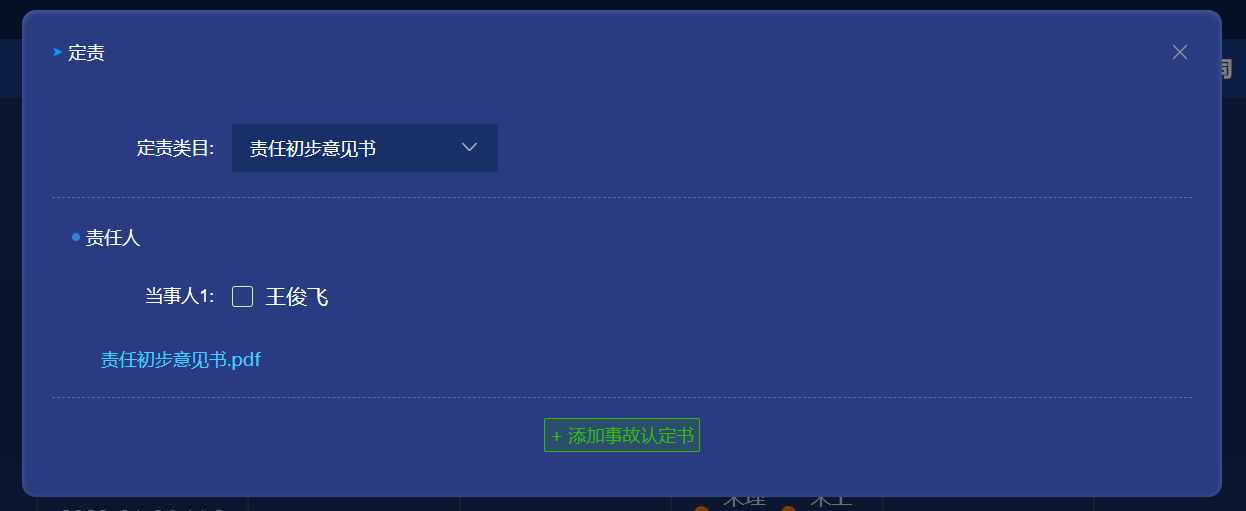 定责
定责类目:
责任初步意见书
责任人
当事人1:
王俊飞
责任初步意见书.pdf
+ 添加事故认定书